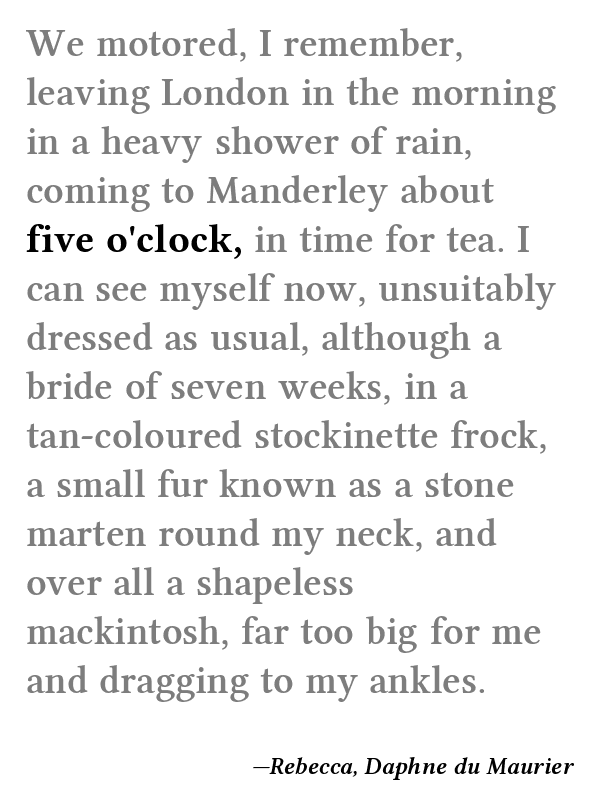 We motored, I remember,
leaving London in the morning
in a heavy shower of rain,
coming to Manderley about
five o'clock, in time for tea. I
can see myself now, unsuitably
dressed as usual, although a
bride of seven weeks, in a
tan-coloured stockinette frock,
a small fur known as a stone
marten round my neck, and
over all a shapeless
mackintosh, far too big for me
and dragging to my ankles.
—Rebecca, Daphne du Maurier